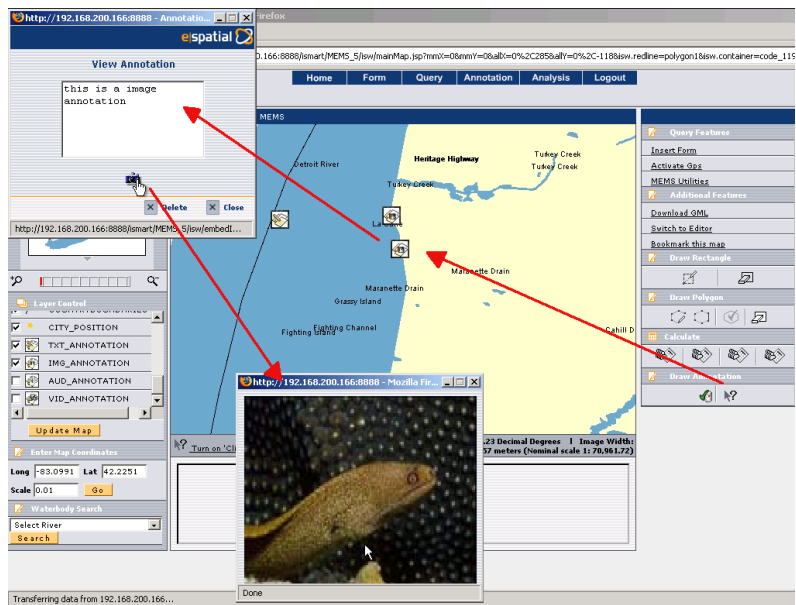 http://192.168.200.166:8888 - Annotatio...
Firefox
e|spatial
View Annotation
this is a image
annotation
Delete
Close
http://192.168.200.166:8888/ismart/MEMS_5/isw/embedI...
0.166:8888/ismart/MEMS_5/isw/mainMap.jsp?mmX=0&mmY=0&allX=0%2C285&allY=0%2C-118&isw.redline=polygon1&isw.container=code_119
Home
Form
Query
Annotation
Analysis
Logout
MEMS
Detroit River
Heritage Highway
Turkey Creek
Turkey Creek
Turkey Creek
Maranette Drain
Maranette Drain
Grassy Island
Fighting Channel
Fighting Island
Cahill D
Query Features
Insert Form
Activate Gps
MEMS Utilities
Additional Features
Download GML
Switch to Editor
Bookmark this map
Draw Rectangle
Draw Polygon
Calculate
Draw Annotation
Layer Control
CITY_POSITION
TXT_ANNOTATION
IMG_ANNOTATION
AUD_ANNOTATION
VID_ANNOTATION
Update Map
Enter Map Coordinates
Long -83.0991 Lat 42.2251
Scale 0.01 Go
Waterbody Search
Select River
Search
Turn on 'Cli
.23 Decimal Degrees | Image Width:
57 meters (Nominal scale 1: 70,961.72)
http://192.168.200.166:8888 - Mozilla Fir...
Done
Transferring data from 192.168.200.166...